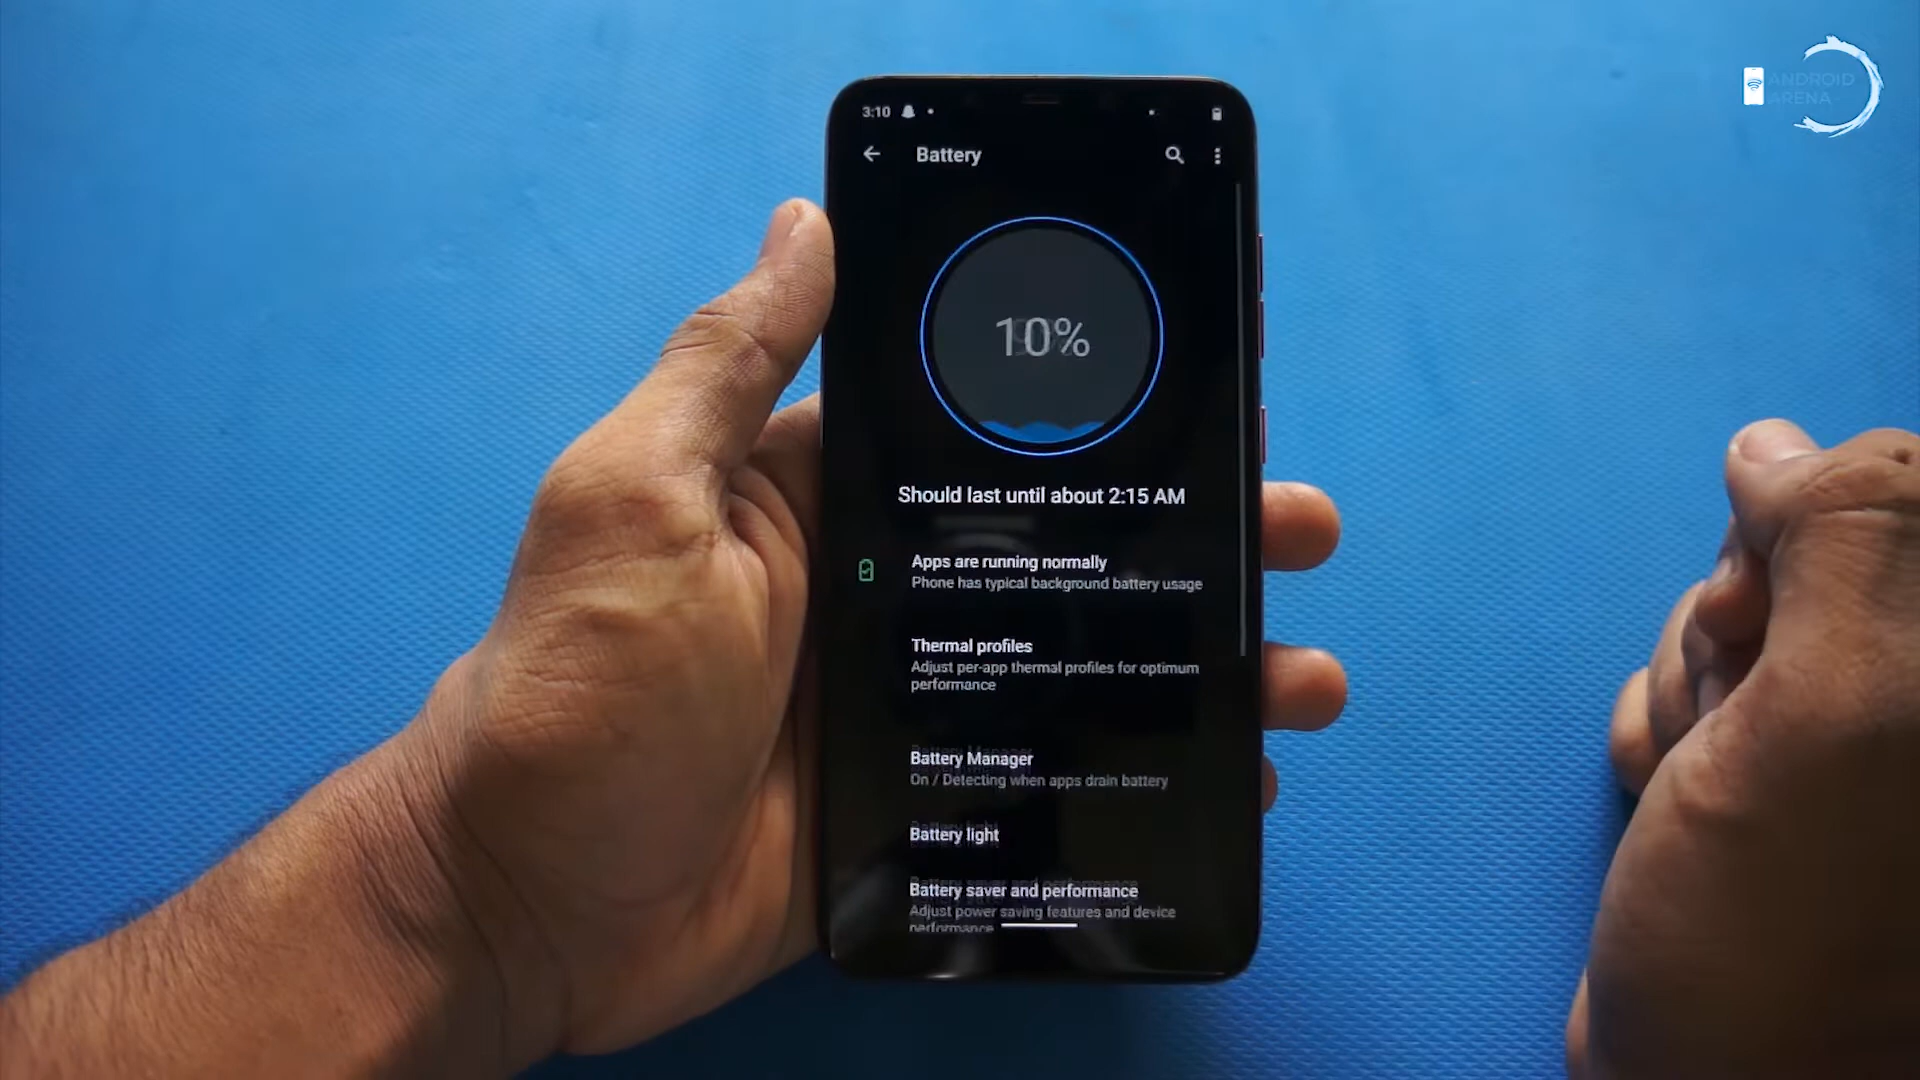 ANDROID
ARENA
3:10
Battery
10%
Should last until about 2:15 AM
Apps are running normally
Phone has typical background battery usage
Thermal profiles
Adjust per-app thermal profiles for optimum
performance
Battery Manager
On / Detecting when apps drain battery
Battery light
Battery saver and performance
Adjust power saving features and device
performance